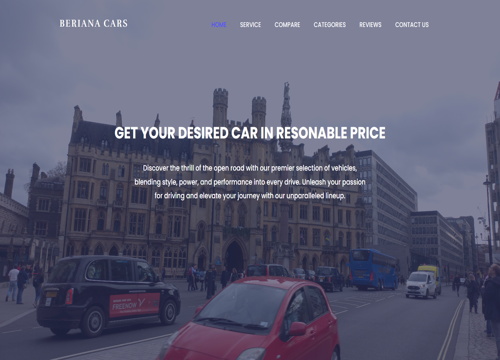 BERIANA CARS
HOME SERVICE COMPARE CATEGORIES REVIEWS CONTACT US
GET YOUR DESIRED CAR IN RESONABLE PRICE
Discover the thrill of the open road with our premier selection of vehicles,
blending style, power, and performance into every drive. Unleash your passion
for driving and elevate your journey with our unparalleled lineup.
FREENOW